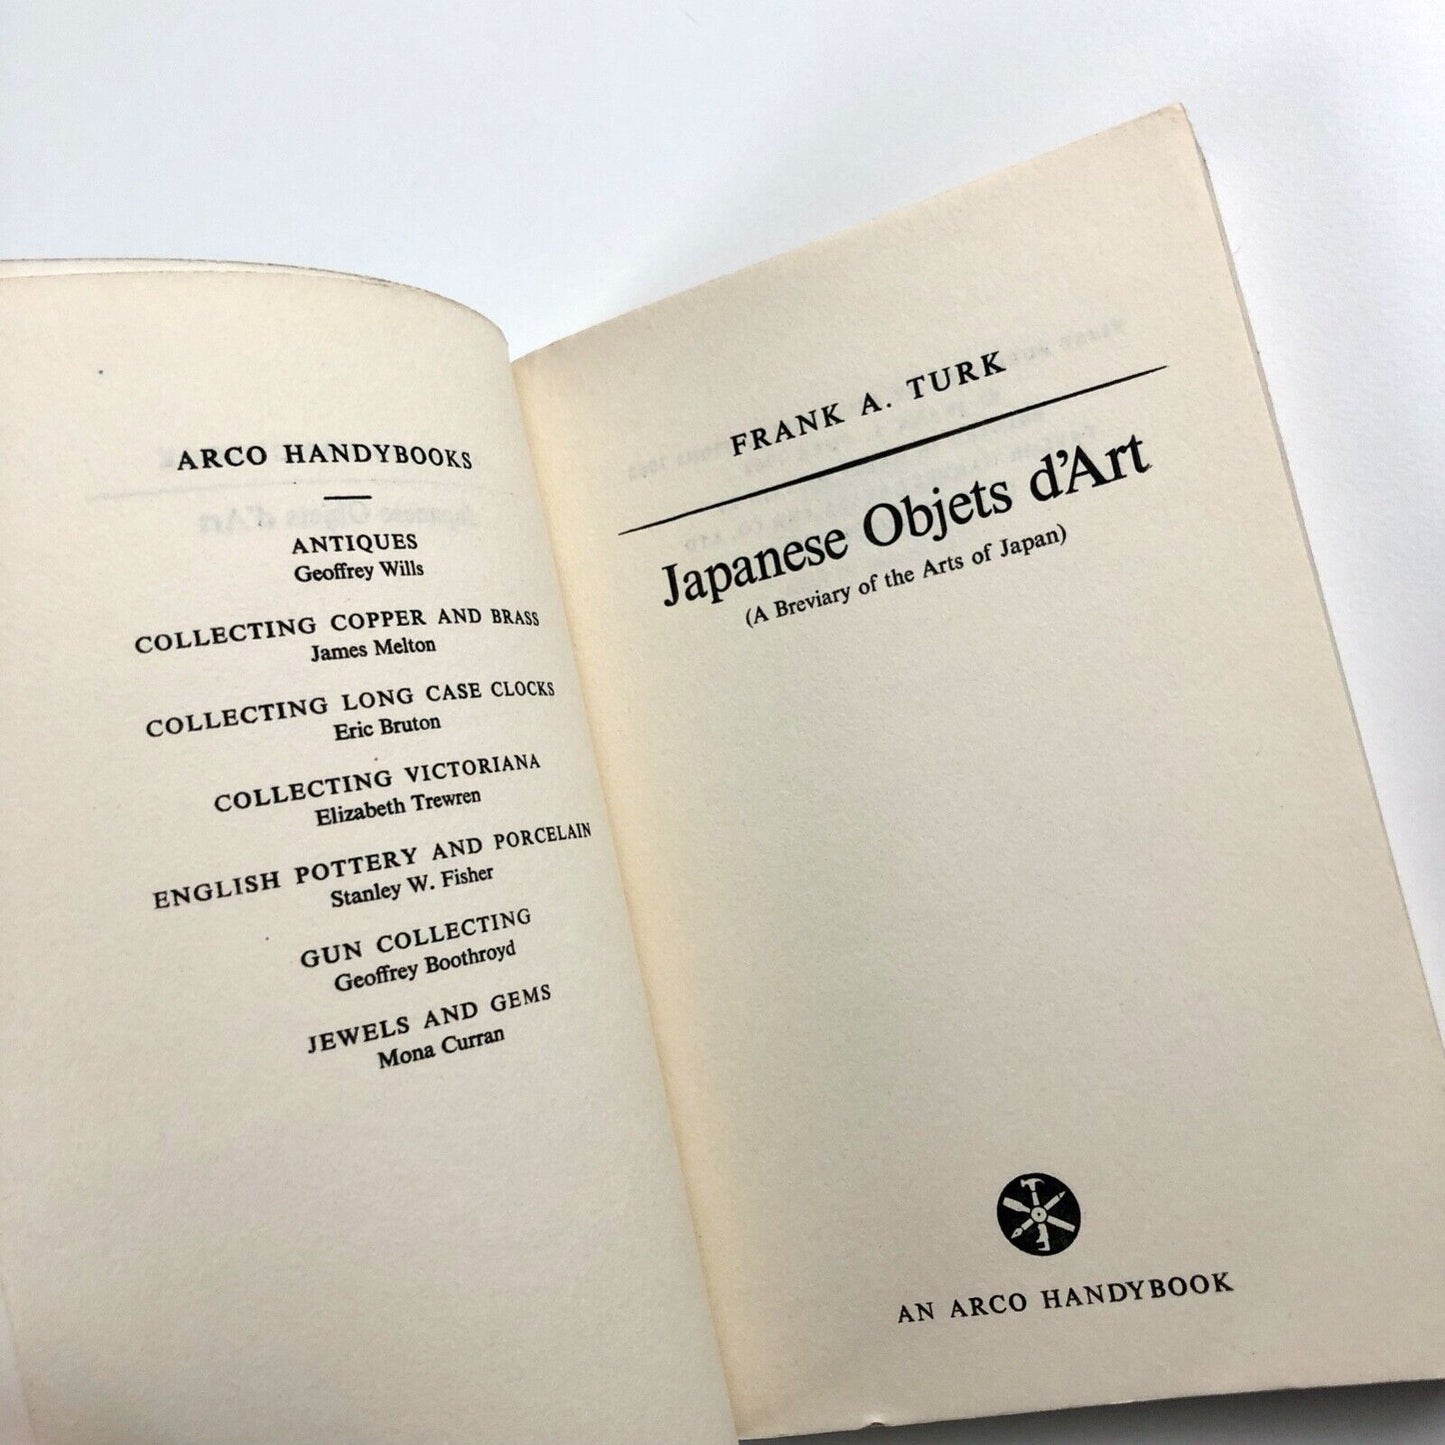 ARCO HANDYBOOKS
ANTIQUES
Geoffrey Wills
COLLECTING COPPER AND BRASS
James Melton
COLLECTING LONG CASE CLOCKS
Eric Bruton
COLLECTING VICTORIANA
Elizabeth Trewren
ENGLISH POTTERY AND PORCELAIN
Stanley W. Fisher
GUN COLLECTING
Geoffrey Boothroyd
JEWELS AND GEMS
Mona Curran
FRANK A. TURK
Japanese Objets d'Art
(A Breviary of the Arts of Japan)
AN ARCO HANDYBOOK